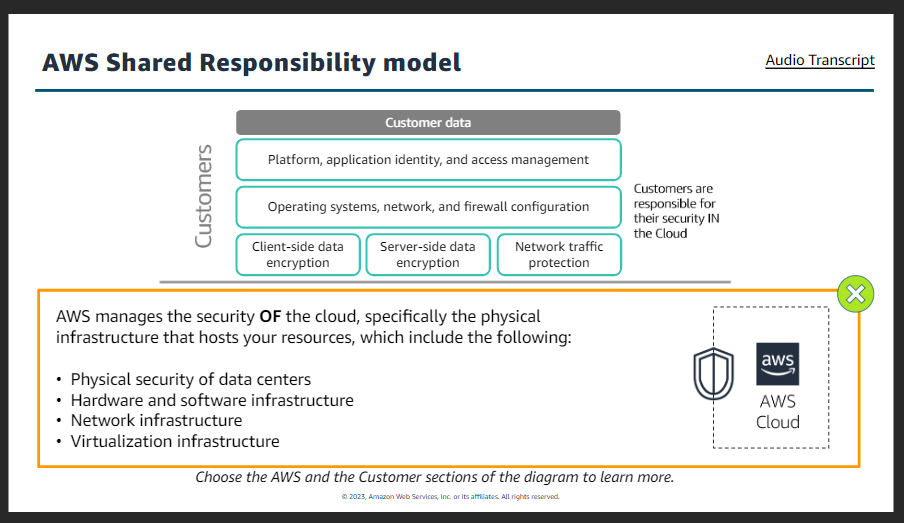 AWS Shared Responsibility model
Audio Transcript
Customer data
Customers
Platform, application identity, and access management
Operating systems, network, and firewall configuration
Customers are
responsible for
their security IN
the Cloud
Client-side data
encryption
Server-side data
encryption
Network traffic
protection
AWS manages the security OF the cloud, specifically the physical
infrastructure that hosts your resources, which include the following:
• Physical security of data centers
• Hardware and software infrastructure
• Network infrastructure
• Virtualization infrastructure
aws
AWS
Cloud
Choose the AWS and the Customer sections of the diagram to learn more.
© 2023, Amazon Web Services, Inc. or its affiliates. All rights reserved.